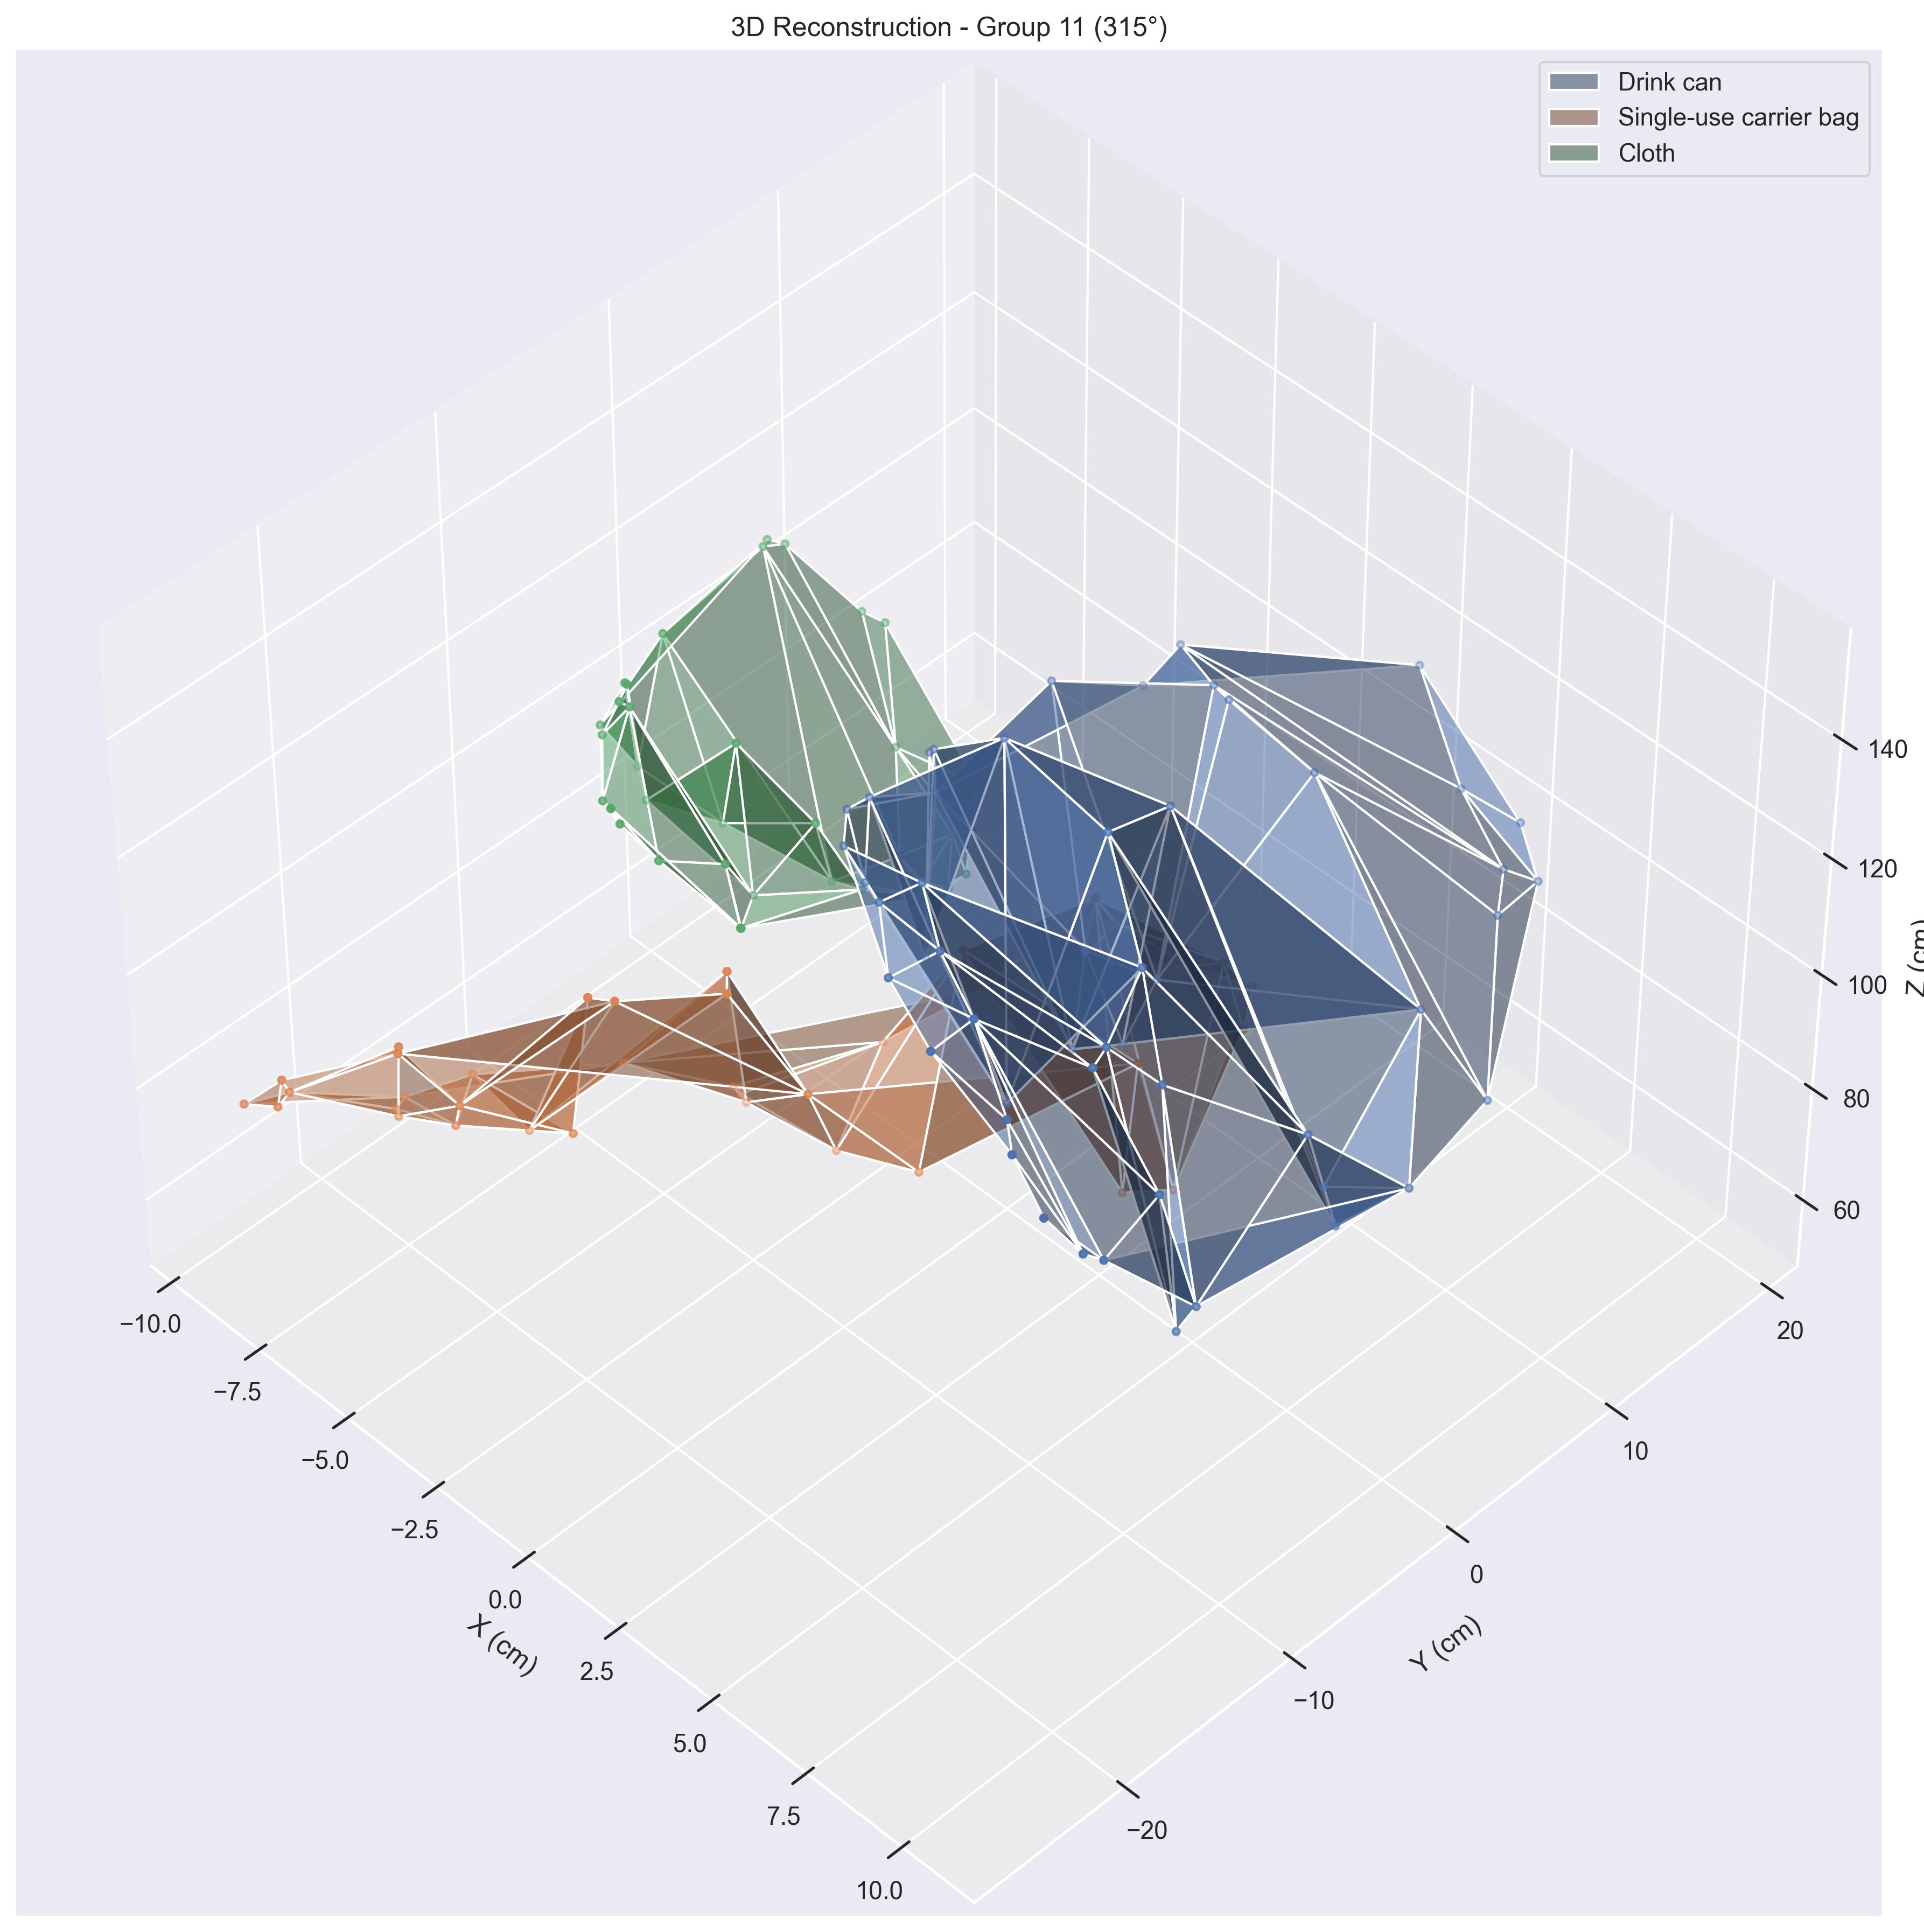 3D Reconstruction - Group 11 (315°)
Drink can
Single-use carrier bag
Cloth
140
120
100
80
60
Z (cm)
−10.0
−7.5
−5.0
−2.5
0.0
2.5
5.0
7.5
10.0
X (cm)
20
10
0
−10
−20
Y (cm)